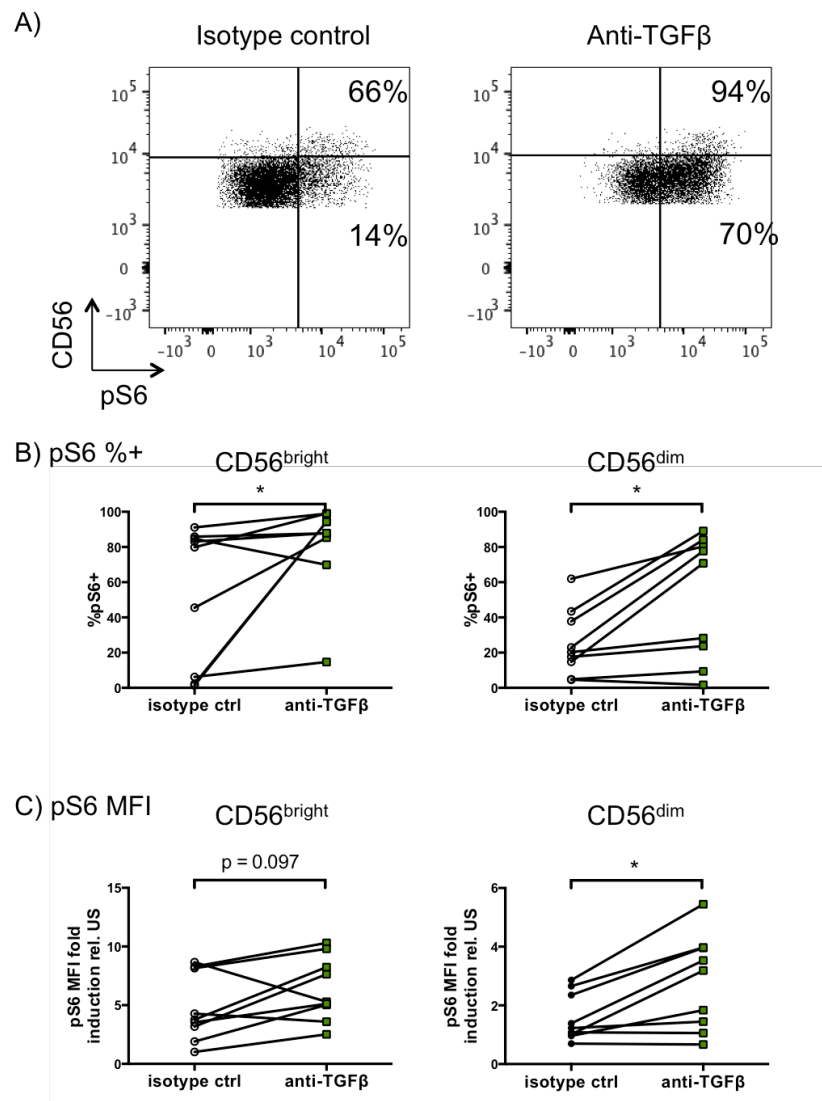 A)
Isotype control
Anti-TGFβ
66%
94%
10^5
10^5
10^4
10^4
14%
70%
10^3
10^3
0
0
-10^3
-10^3
CD56
-10^3 0 10^3 10^4 10^5
-10^3 0 10^3 10^4 10^5
pS6
B) pS6 %+
CD56^bright
CD56^dim
*
*
100
80
60
40
20
0
%pS6+
isotype ctrl anti-TGFβ
100
80
60
40
20
0
%pS6+
isotype ctrl anti-TGFβ
C) pS6 MFI
CD56^bright
CD56^dim
p = 0.097
*
15
10
5
0
pS6 MFI fold
induction rel. US
isotype ctrl anti-TGFβ
6
4
2
0
pS6 MFI fold
induction rel. US
isotype ctrl anti-TGFβ